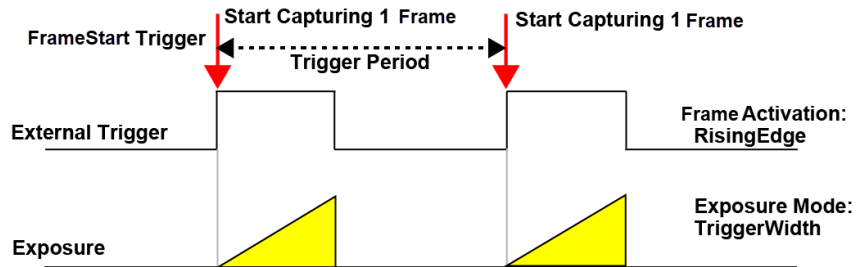 Start Capturing 1 Frame
Start Capturing 1 Frame
FrameStart Trigger
Trigger Period
External Trigger
Frame Activation:
RisingEdge
Exposure Mode:
TriggerWidth
Exposure